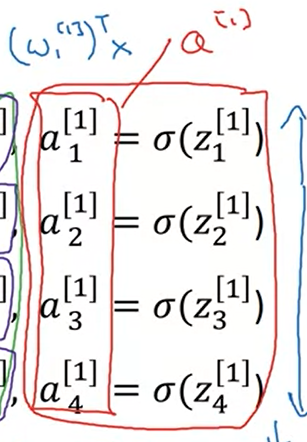 (w₁^[1])^T x a^[1]
], a₁^[1] = σ(z₁^[1])
], a₂^[1] = σ(z₂^[1])
], a₃^[1] = σ(z₃^[1])
], a₄^[1] = σ(z₄^[1])